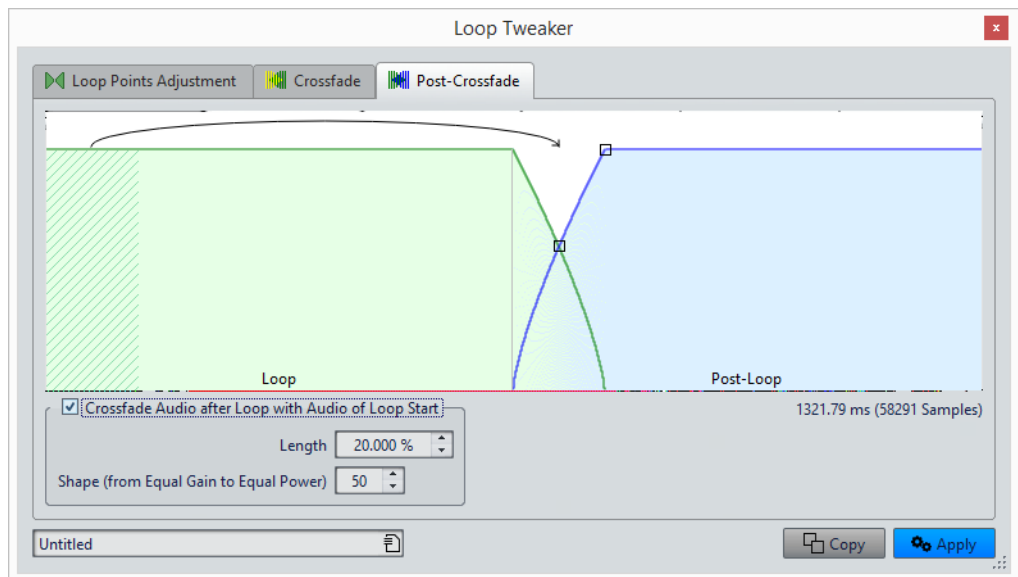 Loop Tweaker
x
Loop Points Adjustment
Crossfade
Post-Crossfade
Loop
Post-Loop
Crossfade Audio after Loop with Audio of Loop Start
1321.79 ms (58291 Samples)
Length 20.000 %
Shape (from Equal Gain to Equal Power) 50
Untitled
Copy
Apply